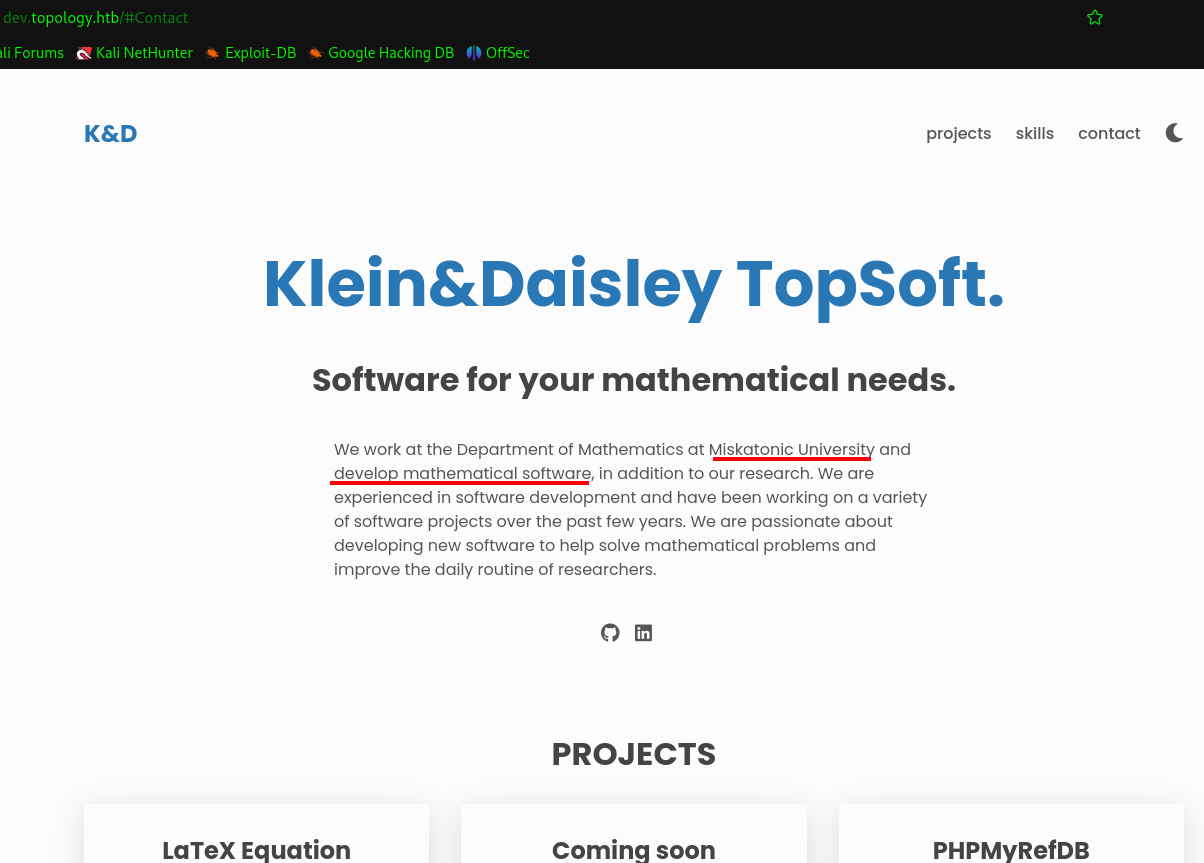 dev.topology.htb/#Contact
Kali NetHunter Exploit-DB Google Hacking DB OffSec
Forums
K&D
projects skills contact
Klein&Daisley TopSoft.
Software for your mathematical needs.
We work at the Department of Mathematics at Miskatonic University and
develop mathematical software, in addition to our research. We are
experienced in software development and have been working on a variety
of software projects over the past few years. We are passionate about
developing new software to help solve mathematical problems and
improve the daily routine of researchers.
PROJECTS
LaTeX Equation Coming soon PHPMyRefDB